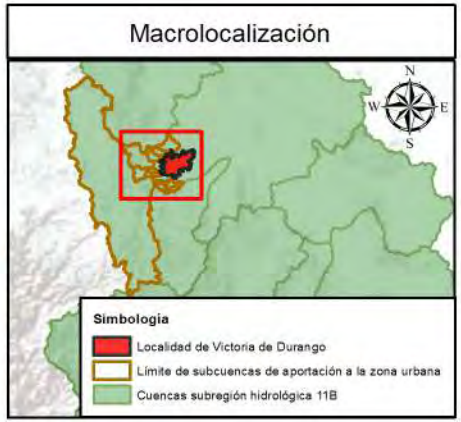 Macrolocalización
N
W E
S
Simbología
Localidad de Victoria de Durango
Límite de subcuencas de aportación a la zona urbana
Cuencas subregión hidrológica 11B